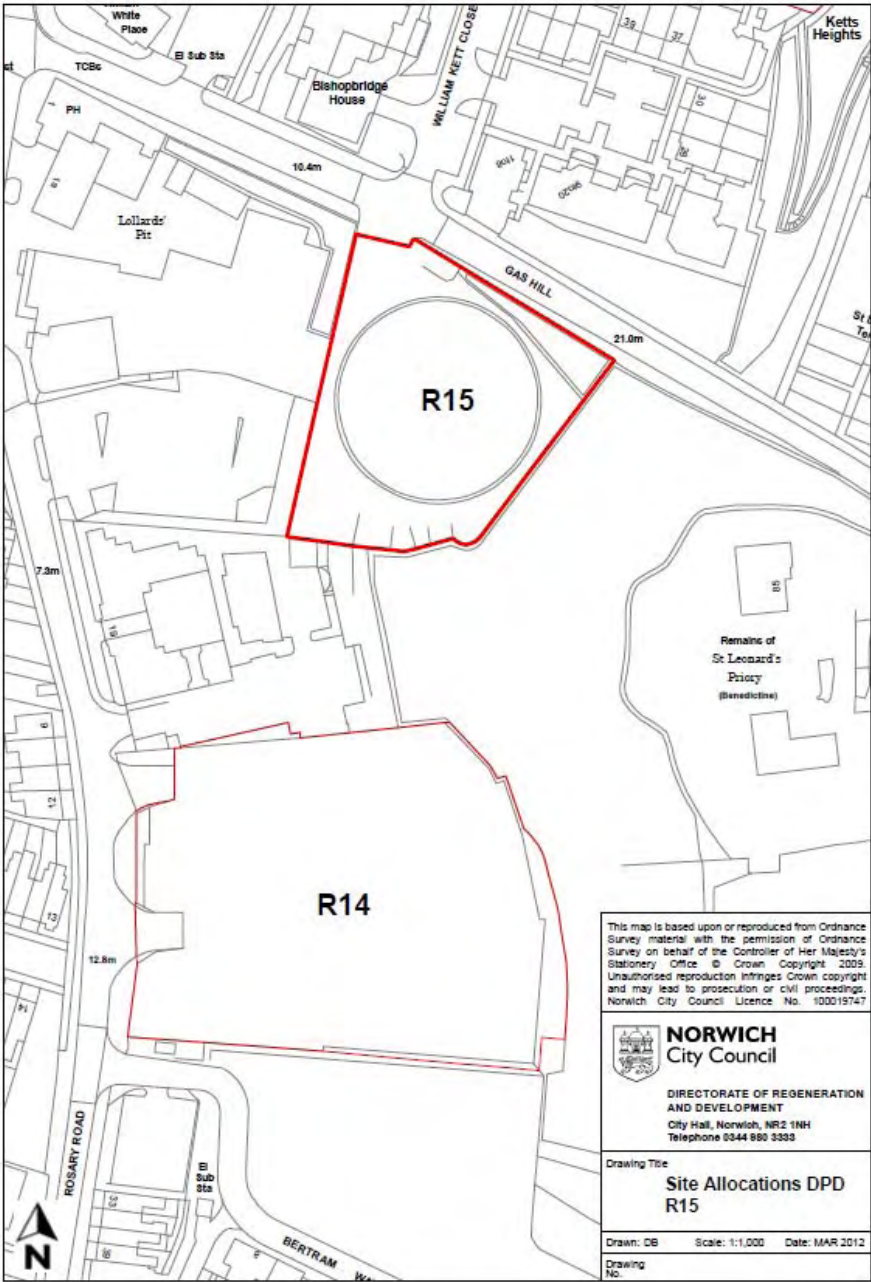 White
Place
El Sub Sta
TCBs
PH
1
1a
Bishopbridge
House
WILLIAM KETT CLOSE
39
37
Ketts
Heights
30
10.4m
Lollards'
Pit
GAS HILL
21.0m
R15
7.3m
19
85
Remains of
St Leonard's
Priory
(Benedictine)
6
12
13
R14
12.8m
14
ROSARY ROAD
El
Sub
Sta
33
BERTRAM
N
This map is based upon or reproduced from Ordnance
Survey material with the permission of Ordnance
Survey on behalf of the Controller of Her Majesty's
Stationery Office © Crown Copyright 2009.
Unauthorised reproduction infringes Crown copyright
and may lead to prosecution or civil proceedings.
Norwich City Council Licence No. 100019747
NORWICH
City Council
DIRECTORATE OF REGENERATION
AND DEVELOPMENT
City Hall, Norwich, NR2 1NH
Telephone 0344 980 3333
Drawing Title
Site Allocations DPD
R15
Drawn: DB Scale: 1:1,000 Date: MAR 2012
Drawing
No.